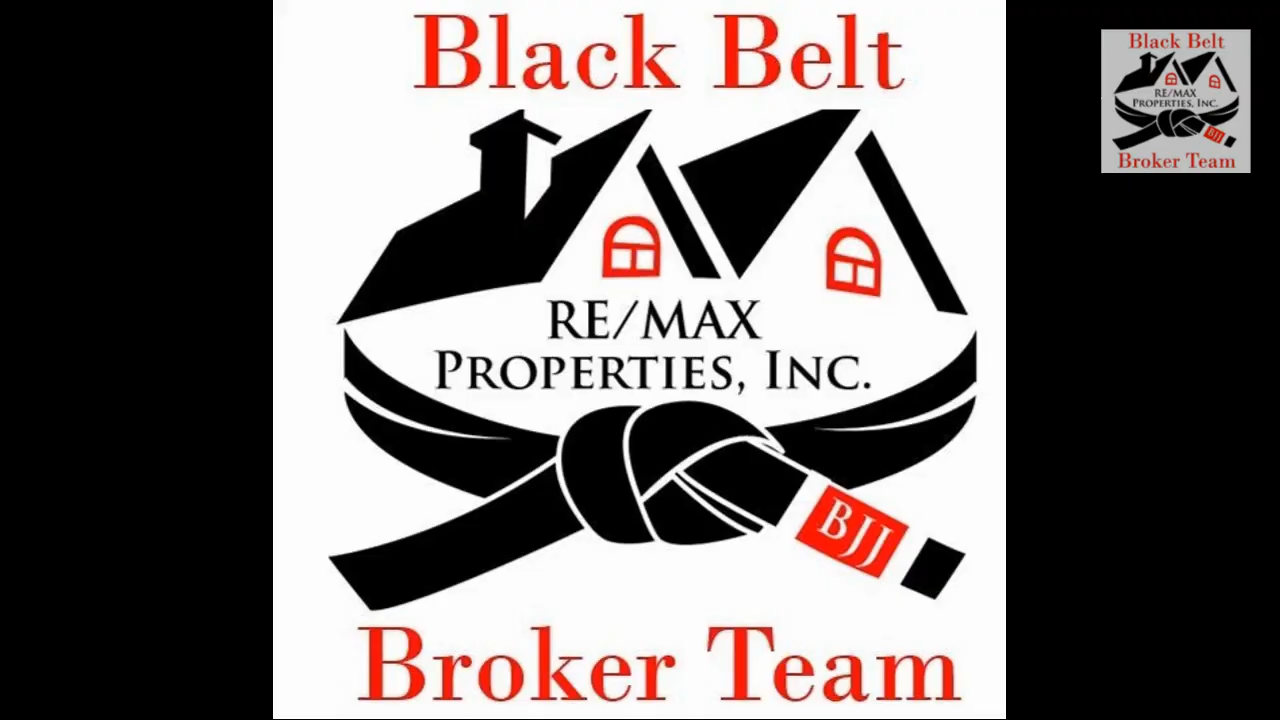 Black Belt
RE/MAX
PROPERTIES, INC.
BJJ
Broker Team
Black Belt
RE/MAX
PROPERTIES, INC.
BJJ
Broker Team